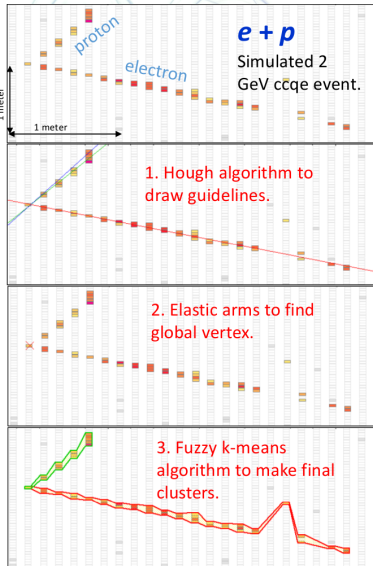 proton
e + p
electron
Simulated 2
GeV ccqe event.
1 meter
1 meter
1. Hough algorithm to
draw guidelines.
2. Elastic arms to find
global vertex.
3. Fuzzy k-means
algorithm to make final
clusters.